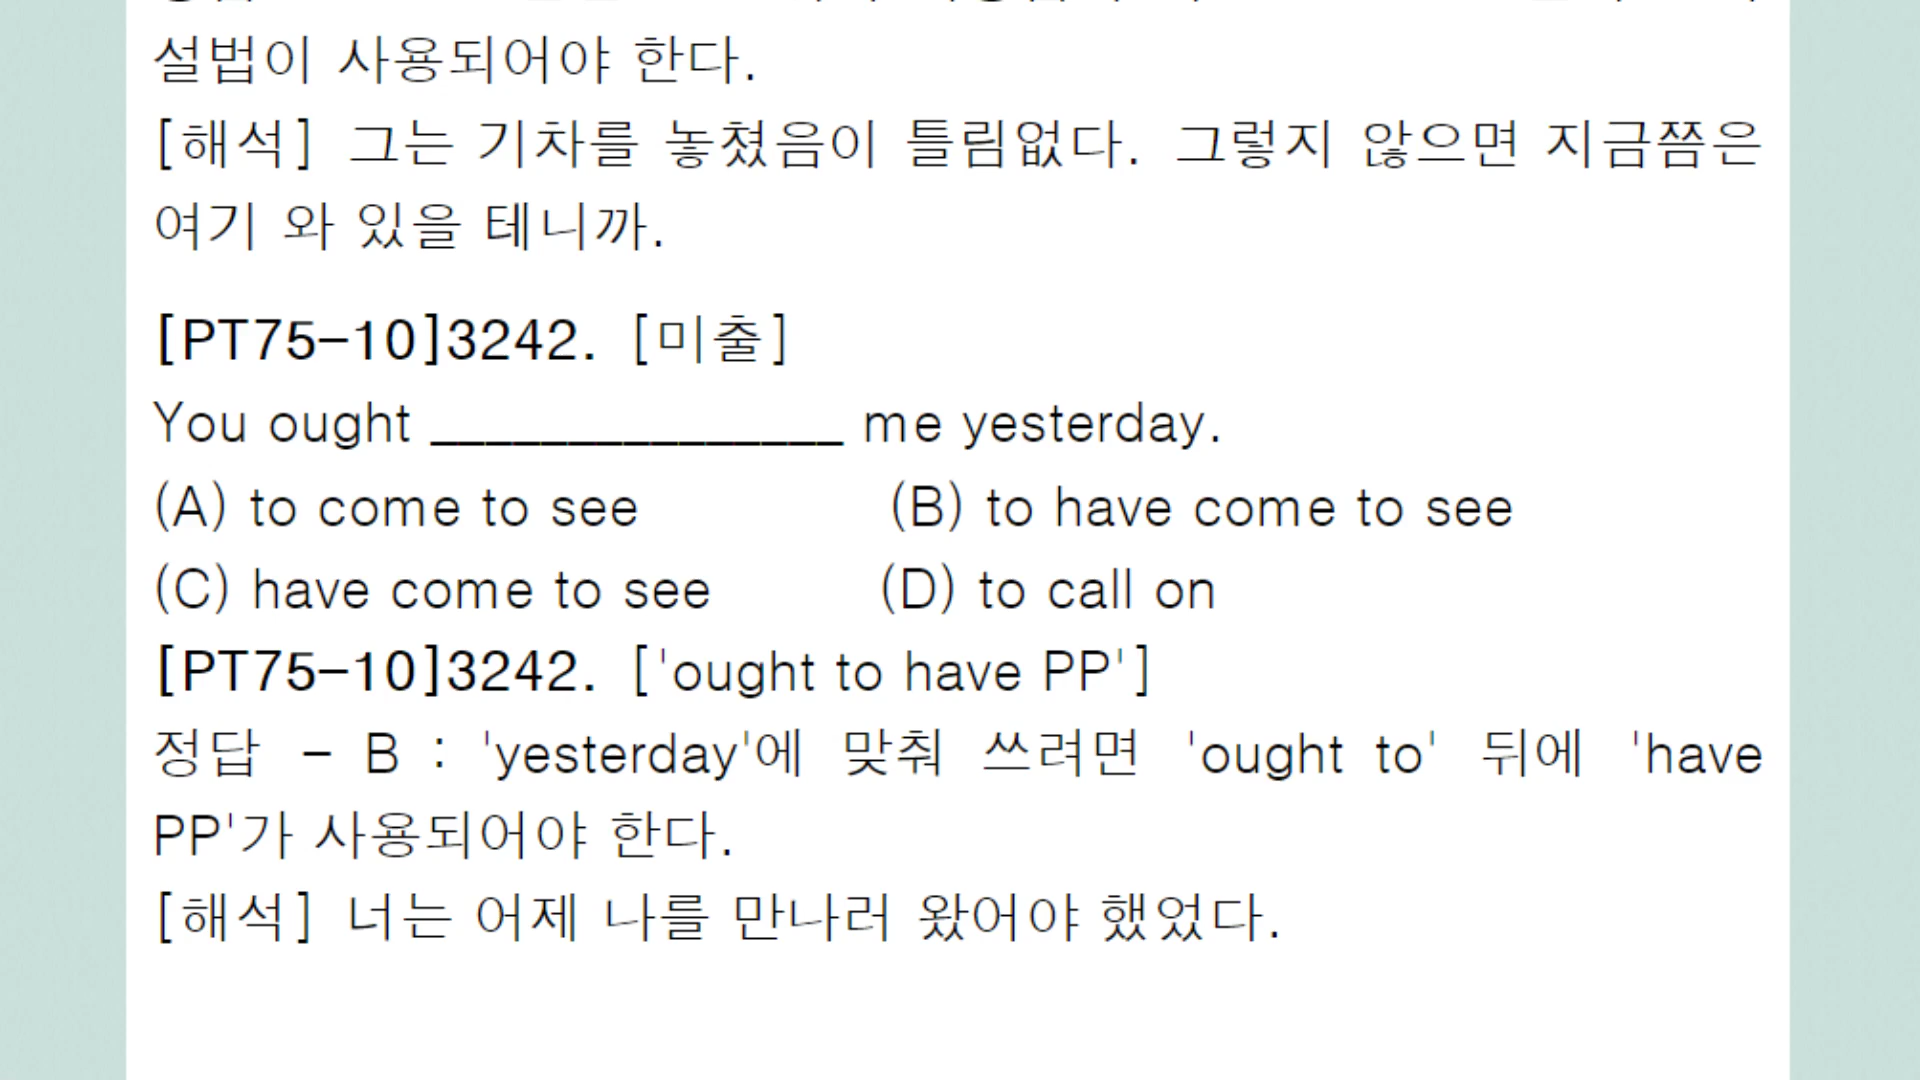 설법이 사용되어야 한다.
[해석] 그는 기차를 놓쳤음이 틀림없다. 그렇지 않으면 지금쯤은
여기 와 있을 테니까.
[PT75-10]3242. [미출]
You ought _______________ me yesterday.
(A) to come to see (B) to have come to see
(C) have come to see (D) to call on
[PT75-10]3242. ['ought to have PP']
정답 - B : 'yesterday'에 맞춰 쓰려면 'ought to' 뒤에 'have
PP'가 사용되어야 한다.
[해석] 너는 어제 나를 만나러 왔어야 했었다.